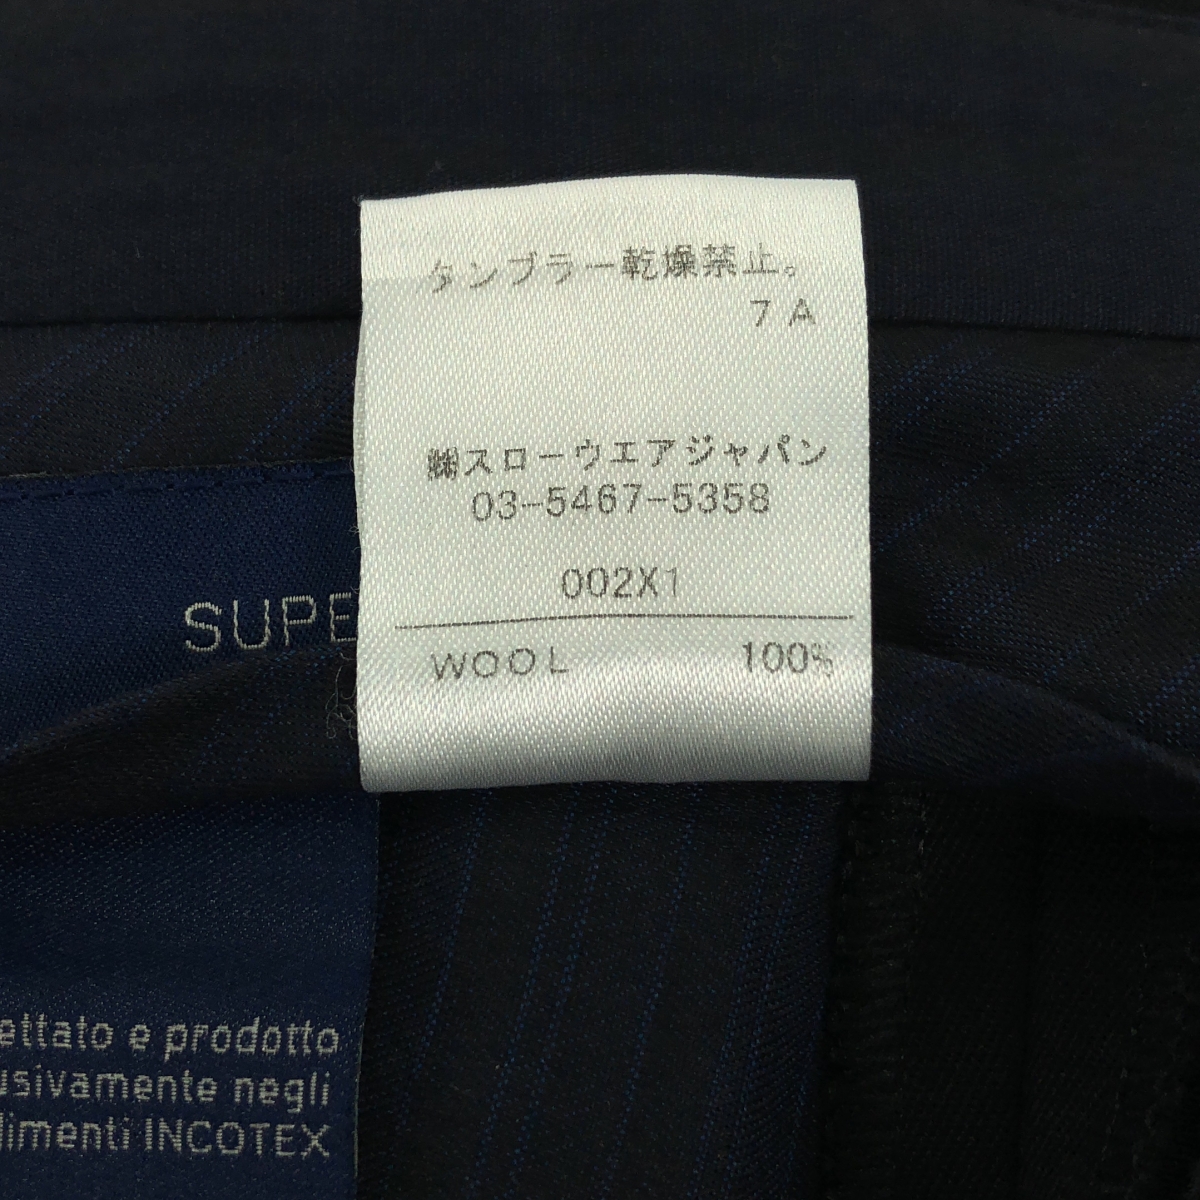 タンブラー乾燥禁止。
7A
㈱スローウエアジャパン
03-5467-5358
002X1
WOOL 100%
SUPE
ettato e prodotto
usivamente negli
limenti INCOTEX